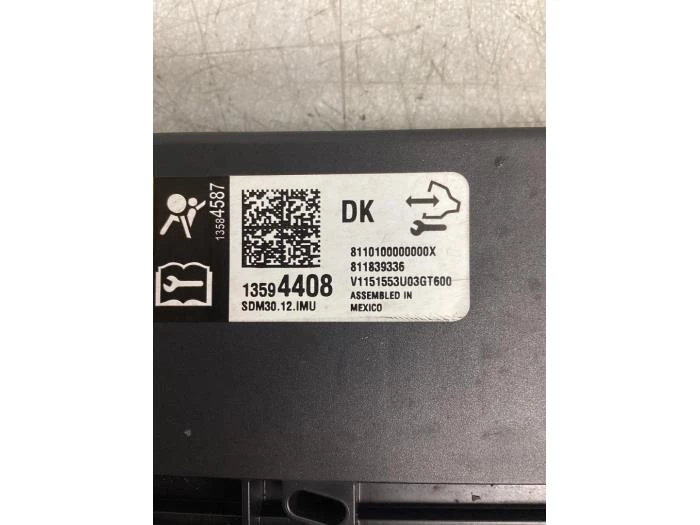 13584587
DK
8110100000000X
811839336
V1151553U03GT600
ASSEMBLED IN
MEXICO
13594408
SDM30.12.IMU